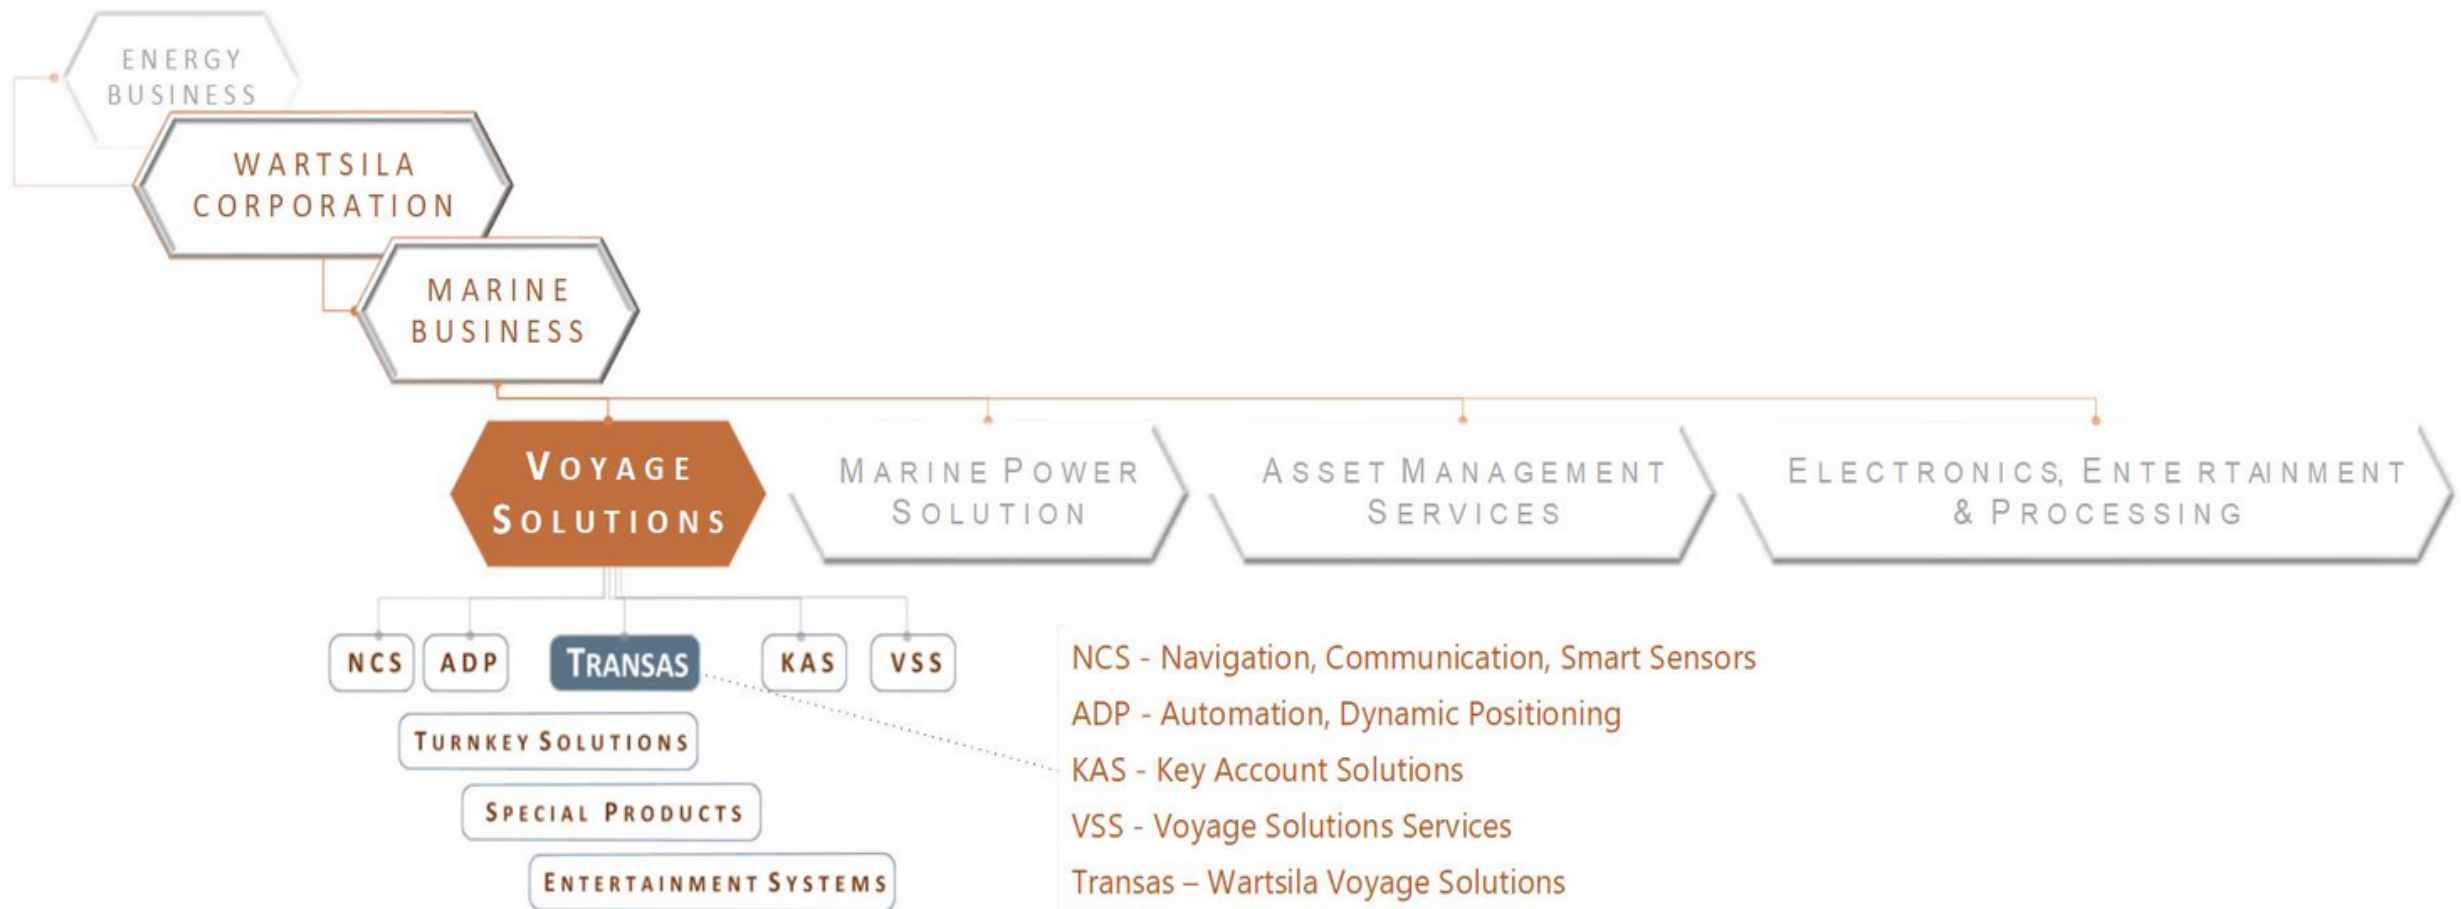 ENERGY
BUSINESS
WARTSILA
CORPORATION
MARINE
BUSINESS
VOYAGE
SOLUTIONS
MARINE POWER
SOLUTION
ASSET MANAGEMENT
SERVICES
ELECTRONICS, ENTERTAINMENT
& PROCESSING
NCS
ADP
TRANSAS
KAS
VSS
TURNKEY SOLUTIONS
SPECIAL PRODUCTS
ENTERTAINMENT SYSTEMS
NCS - Navigation, Communication, Smart Sensors
ADP - Automation, Dynamic Positioning
KAS - Key Account Solutions
VSS - Voyage Solutions Services
Transas – Wartsila Voyage Solutions